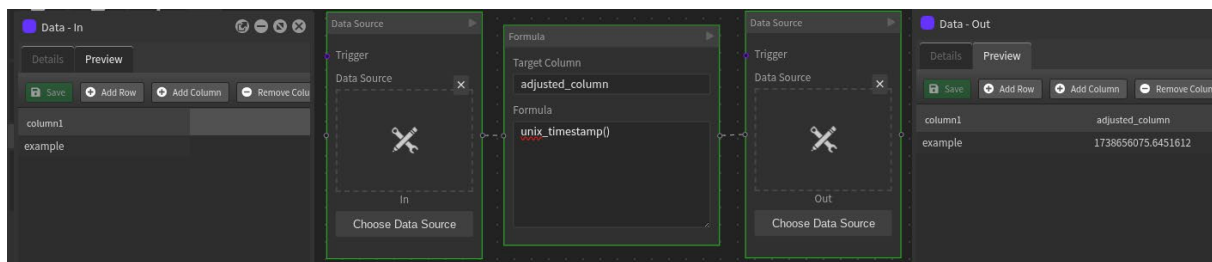 Data - In
Details Preview
Save Add Row Add Column Remove Colu
column1
example
Data Source
Trigger
Data Source
In
Choose Data Source
Formula
Target Column
adjusted_column
Formula
unix_timestamp()
Data Source
Trigger
Data Source
Out
Choose Data Source
Data - Out
Details Preview
Save Add Row Add Column Remove Colum
column1 adjusted_column
example 1738656075.6451612